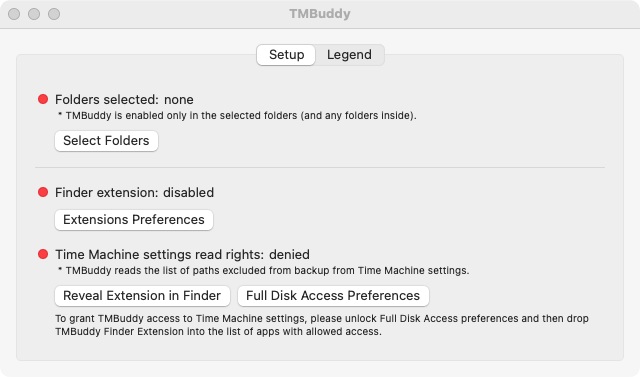 TMBuddy
Setup
Legend
Folders selected: none
* TMBuddy is enabled only in the selected folders (and any folders inside).
Select Folders
Finder extension: disabled
Extensions Preferences
Time Machine settings read rights: denied
* TMBuddy reads the list of paths excluded from backup from Time Machine settings.
Reveal Extension in Finder
Full Disk Access Preferences
To grant TMBuddy access to Time Machine settings, please unlock Full Disk Access preferences and then drop
TMBuddy Finder Extension into the list of apps with allowed access.